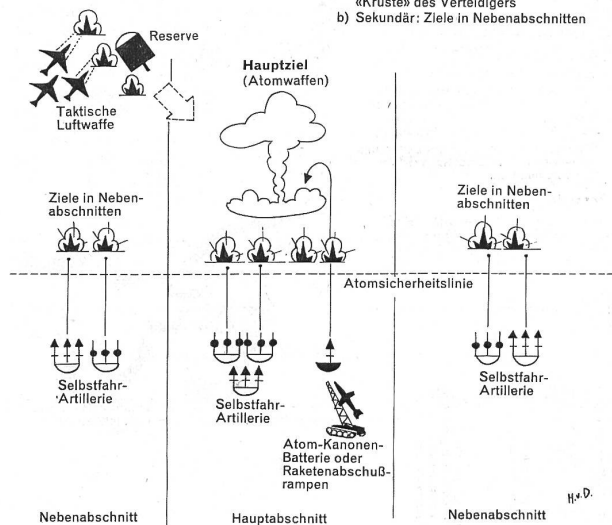 «Kruste» des Verteidigers
b) Sekundär: Ziele in Nebenabschnitten
Reserve
Hauptziel
(Atomwaffen)
Taktische
Luftwaffe
Ziele in Neben-
abschnitten
Ziele in Neben-
abschnitten
Atomsicherheitslinie
Selbstfahr-
Artillerie
Selbstfahr-
Artillerie
Selbstfahr-
Artillerie
Atom-Kanonen-
Batterie oder
Raketenabschuß-
rampen
H.v.D.
Nebenabschnitt
Hauptabschnitt
Nebenabschnitt